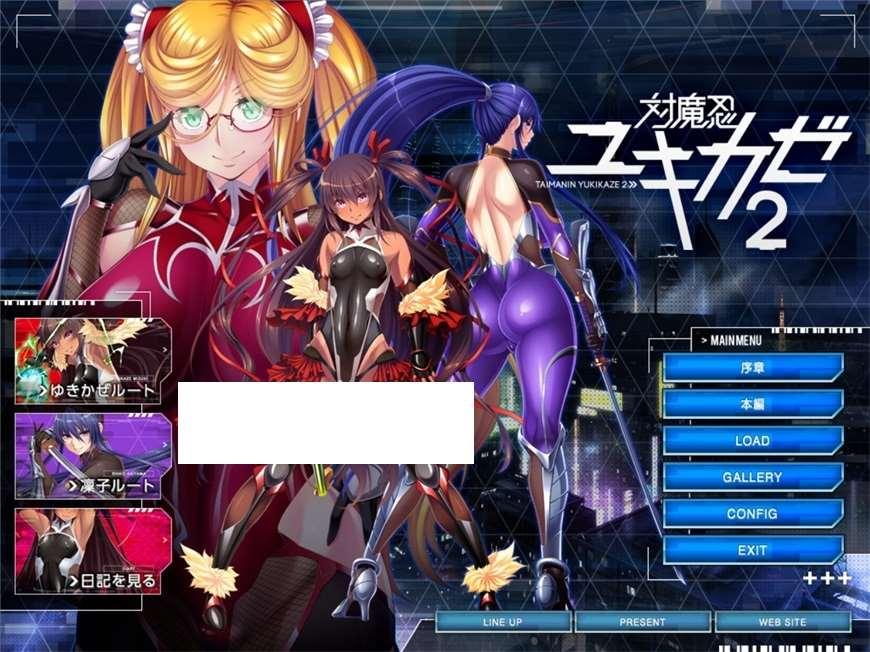 対魔忍
ユキカゼ
TAIMANIN YUKIKAZE 2
2
ゆきかぜルート
凜子ルート
日記を見る
> MAIN MENU
序章
本編
LOAD
GALLERY
CONFIG
EXIT
LINE UP
PRESENT
WEB SITE